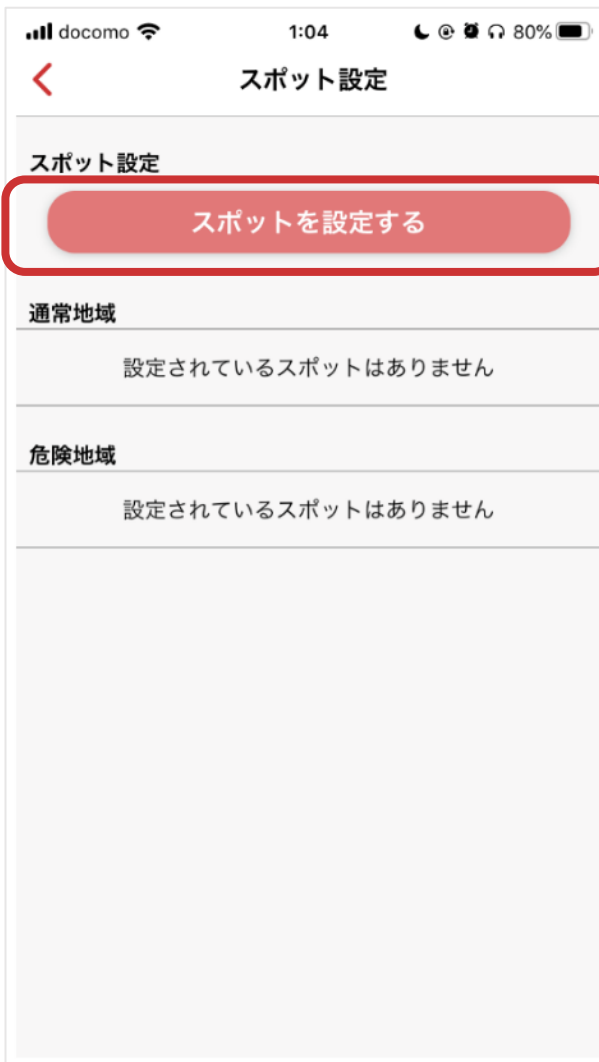 docomo 1:04 80%
スポット設定
スポット設定
スポットを設定する
通常地域
設定されているスポットはありません
危険地域
設定されているスポットはありません